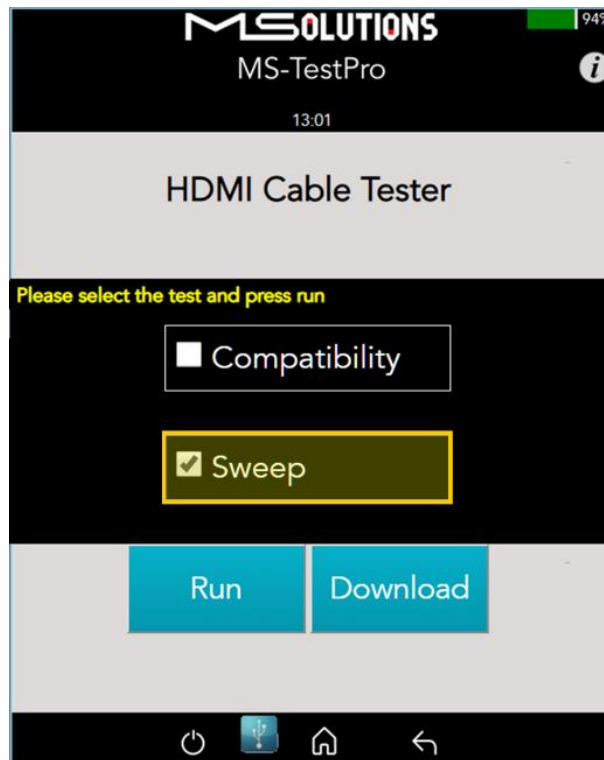 MSOLUTIONS
94%
MS-TestPro
i
13:01
HDMI Cable Tester
Please select the test and press run
Compatibility
Sweep
Run
Download